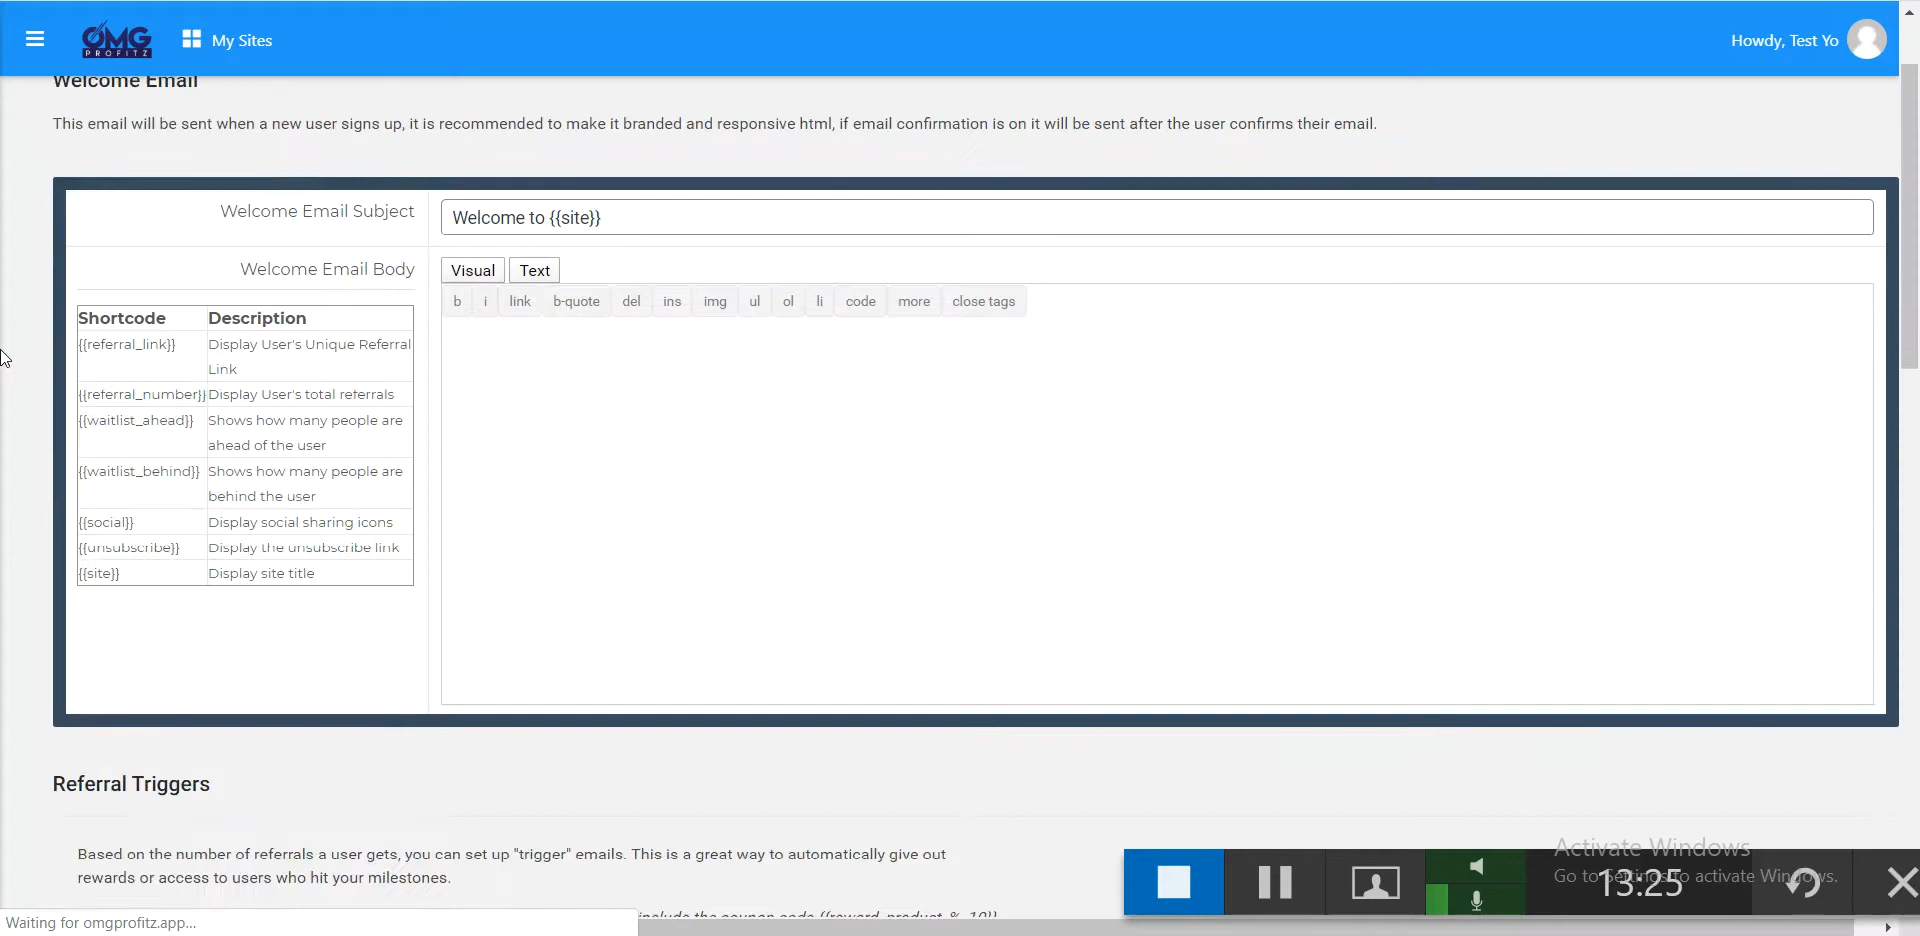 OMG PROFITZ My Sites Howdy, Test Yo
Welcome Email
This email will be sent when a new user signs up, it is recommended to make it branded and responsive html, if email confirmation is on it will be sent after the user confirms their email.
Welcome Email Subject Welcome to {{site}}
Welcome Email Body Visual Text
b i link b-quote del ins img ul ol li code more close tags
Shortcode Description
{{referral_link}} Display User's Unique Referral
Link
{{referral_number}} Display User's total referrals
{{waitlist_ahead}} Shows how many people are
ahead of the user
{{waitlist_behind}} Shows how many people are
behind the user
{{social}} Display social sharing icons
{{unsubscribe}} Display the unsubscribe link
{{site}} Display site title
Referral Triggers
Based on the number of referrals a user gets, you can set up "trigger" emails. This is a great way to automatically give out
rewards or access to users who hit your milestones.
include the coupon code {{reward_product_%_10}}
Activate Windows
Go to Settings to activate Windows.
13:25
Waiting for omgprofitz.app...